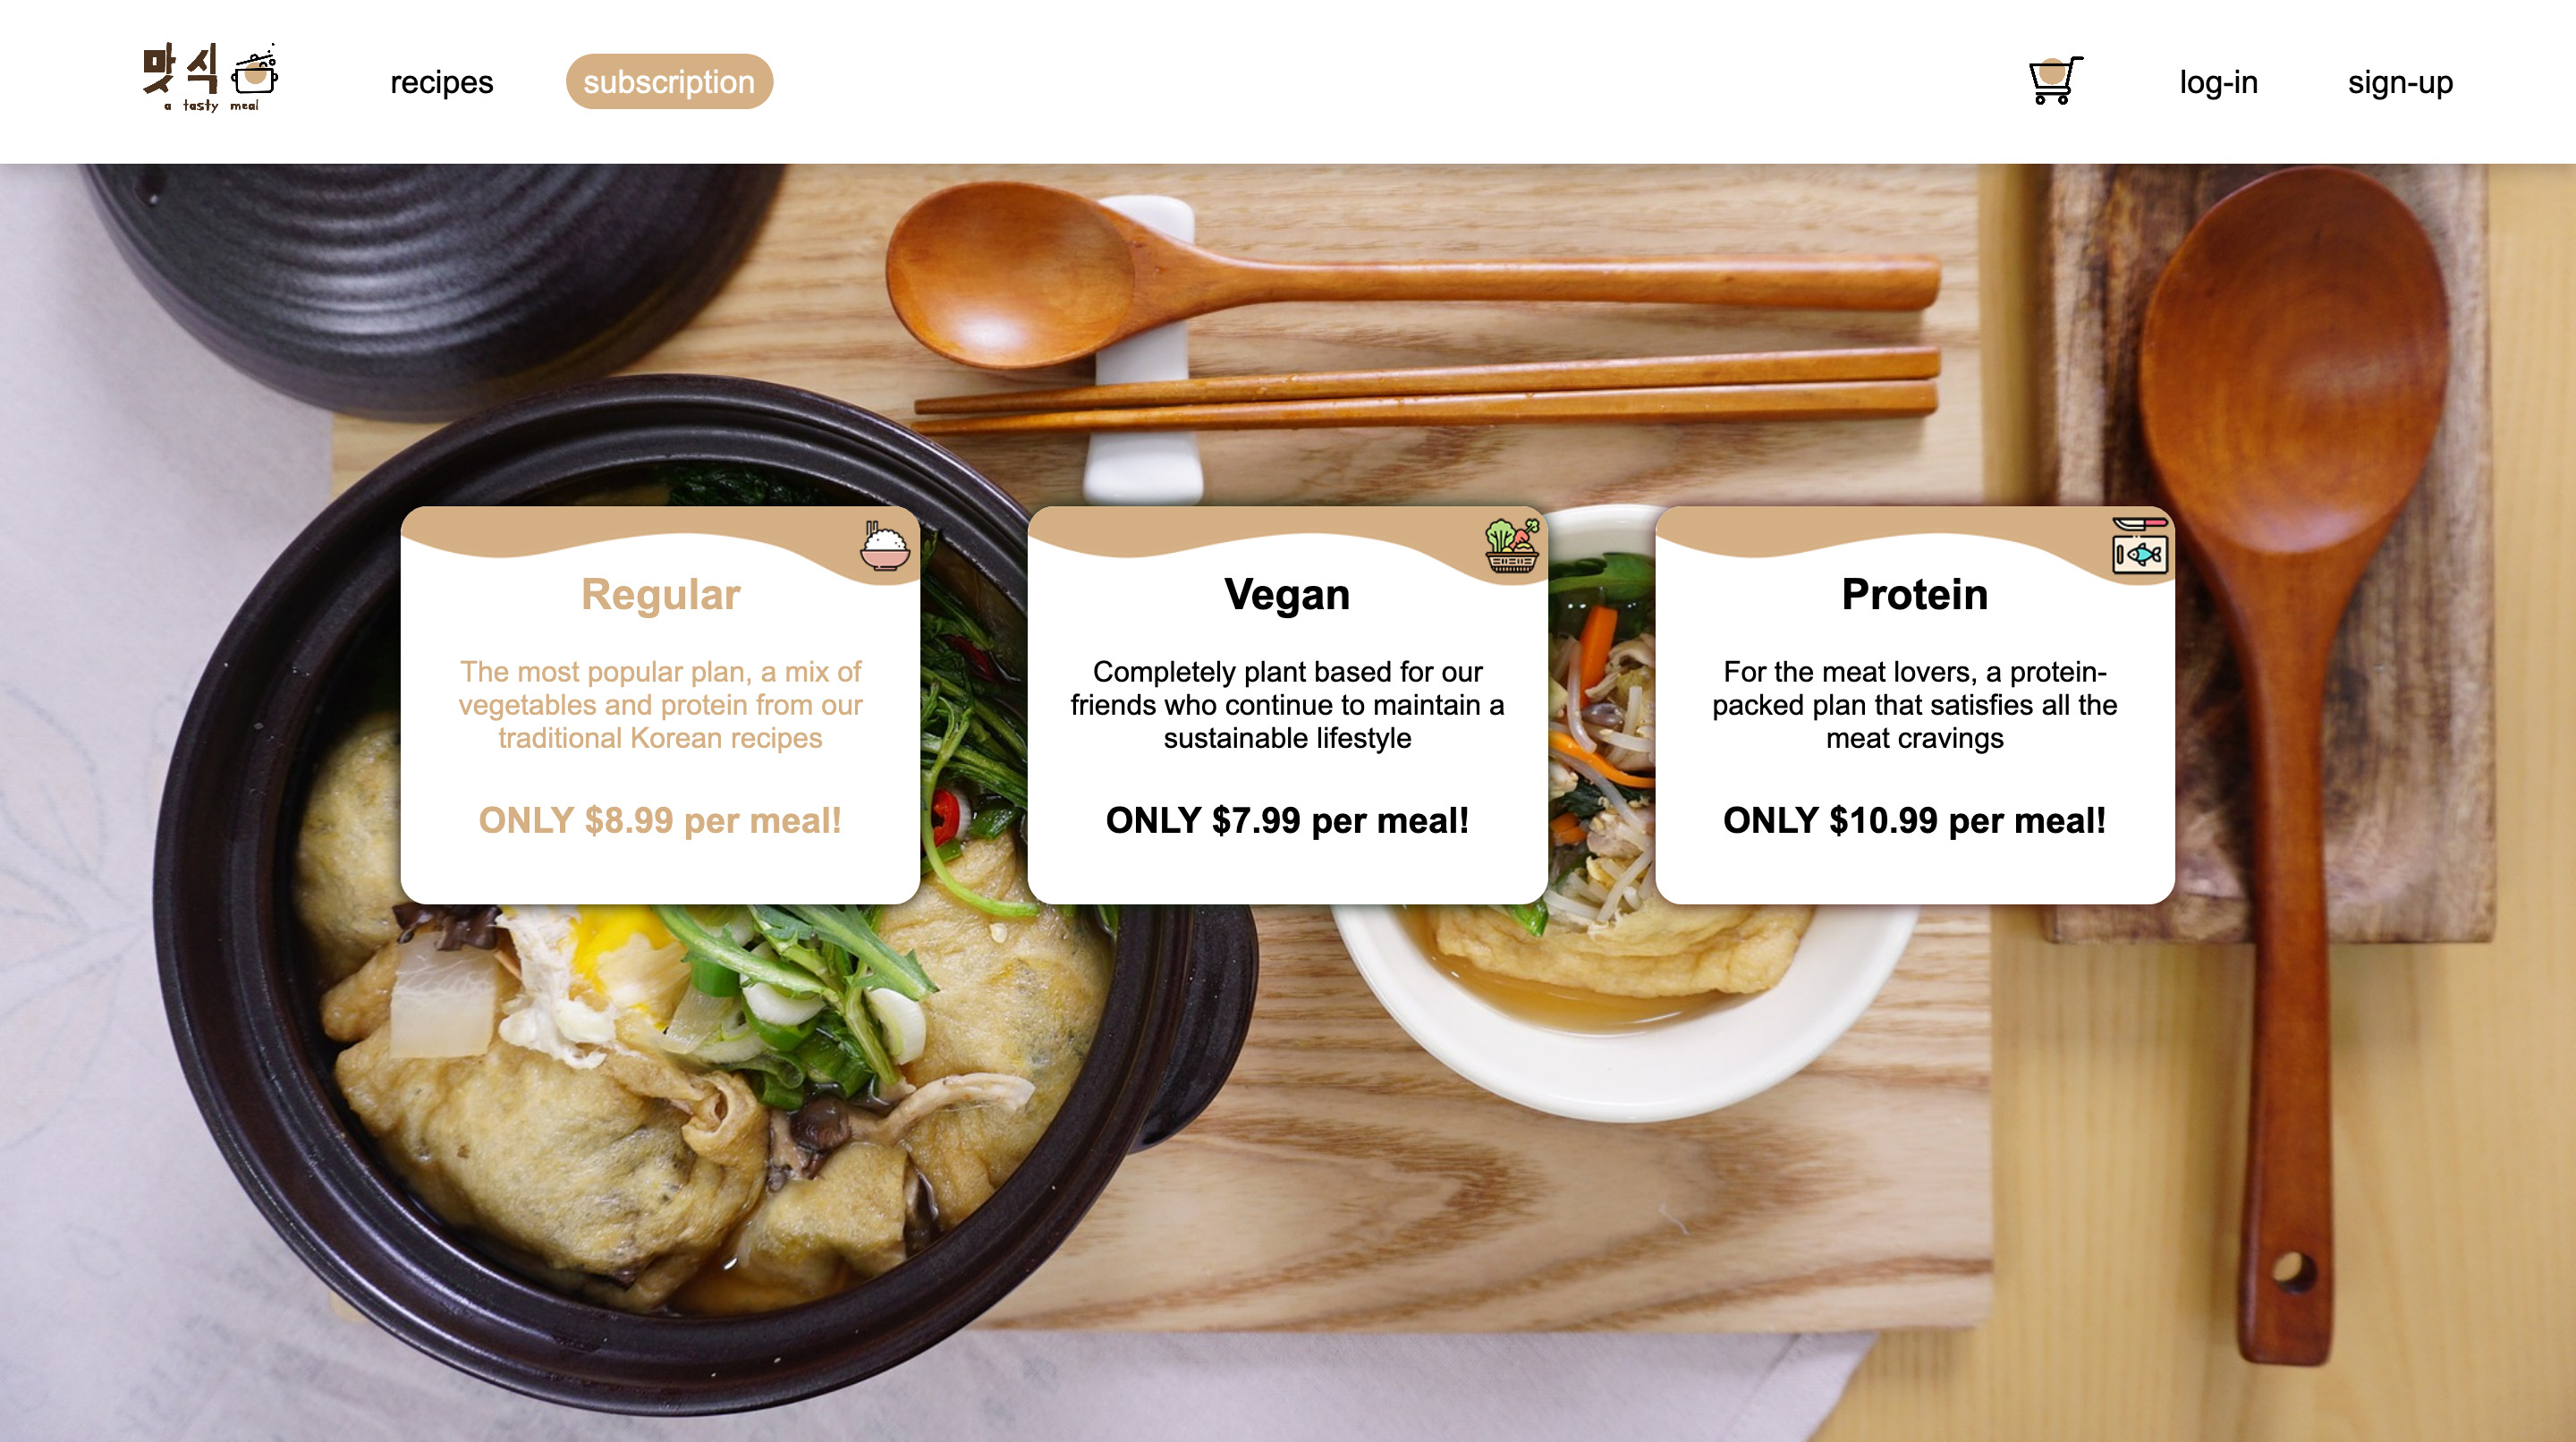 맛식
a tasty meal
recipes
subscription
log-in
sign-up
Regular
The most popular plan, a mix of
vegetables and protein from our
traditional Korean recipes
ONLY $8.99 per meal!
Vegan
Completely plant based for our
friends who continue to maintain a
sustainable lifestyle
ONLY $7.99 per meal!
Protein
For the meat lovers, a protein-
packed plan that satisfies all the
meat cravings
ONLY $10.99 per meal!